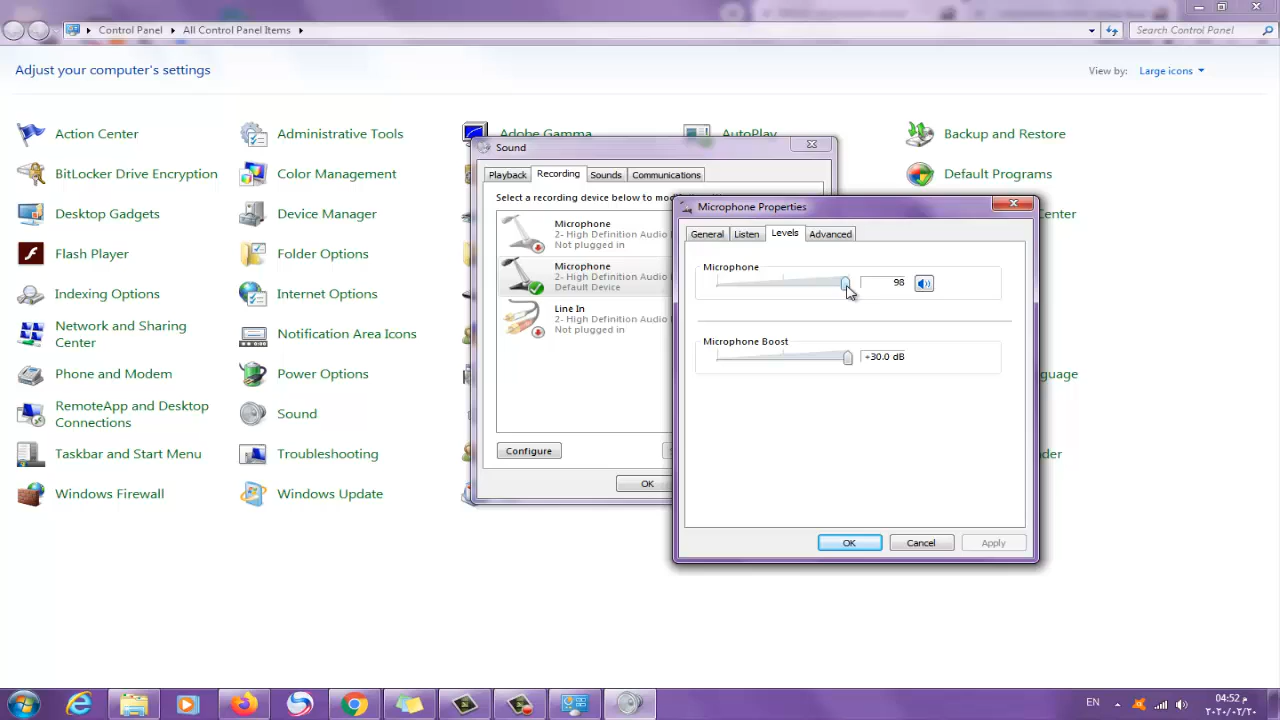 Control Panel
All Control Panel Items
Search Control Panel
Adjust your computer's settings
View by:
Large icons
Action Center
Administrative Tools
Adobe Gamma
AutoPlay
Backup and Restore
BitLocker Drive Encryption
Color Management
Default Programs
Desktop Gadgets
Device Manager
Center
Flash Player
Folder Options
Indexing Options
Internet Options
Network and Sharing
Center
Notification Area Icons
Phone and Modem
Power Options
RemoteApp and Desktop
Connections
Sound
Taskbar and Start Menu
Troubleshooting
Windows Firewall
Windows Update
Sound
Playback
Recording
Sounds
Communications
Select a recording device below to
Microphone
2- High Definition Audio
Not plugged in
Microphone
2- High Definition Audio
Default Device
Line In
2- High Definition Audio
Not plugged in
Configure
OK
Microphone Properties
General
Listen
Levels
Advanced
Microphone
98
Microphone Boost
+30.0 dB
OK
Cancel
Apply
EN
04:52 م
٢٠٢٠/٠٢/٢٠